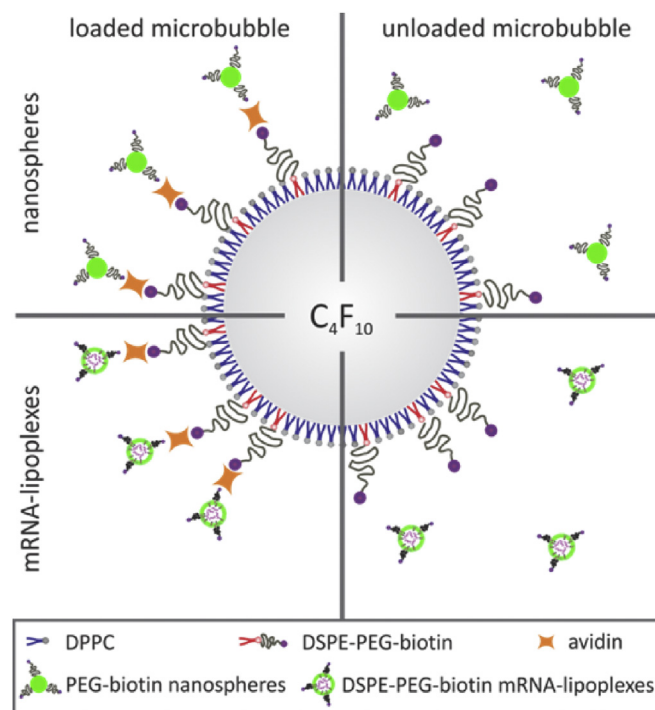 loaded microbubble
unloaded microbubble
nanospheres
C₄F₁₀
mRNA-lipoplexes
DPPC
DSPE-PEG-biotin
avidin
PEG-biotin nanospheres
DSPE-PEG-biotin mRNA-lipoplexes